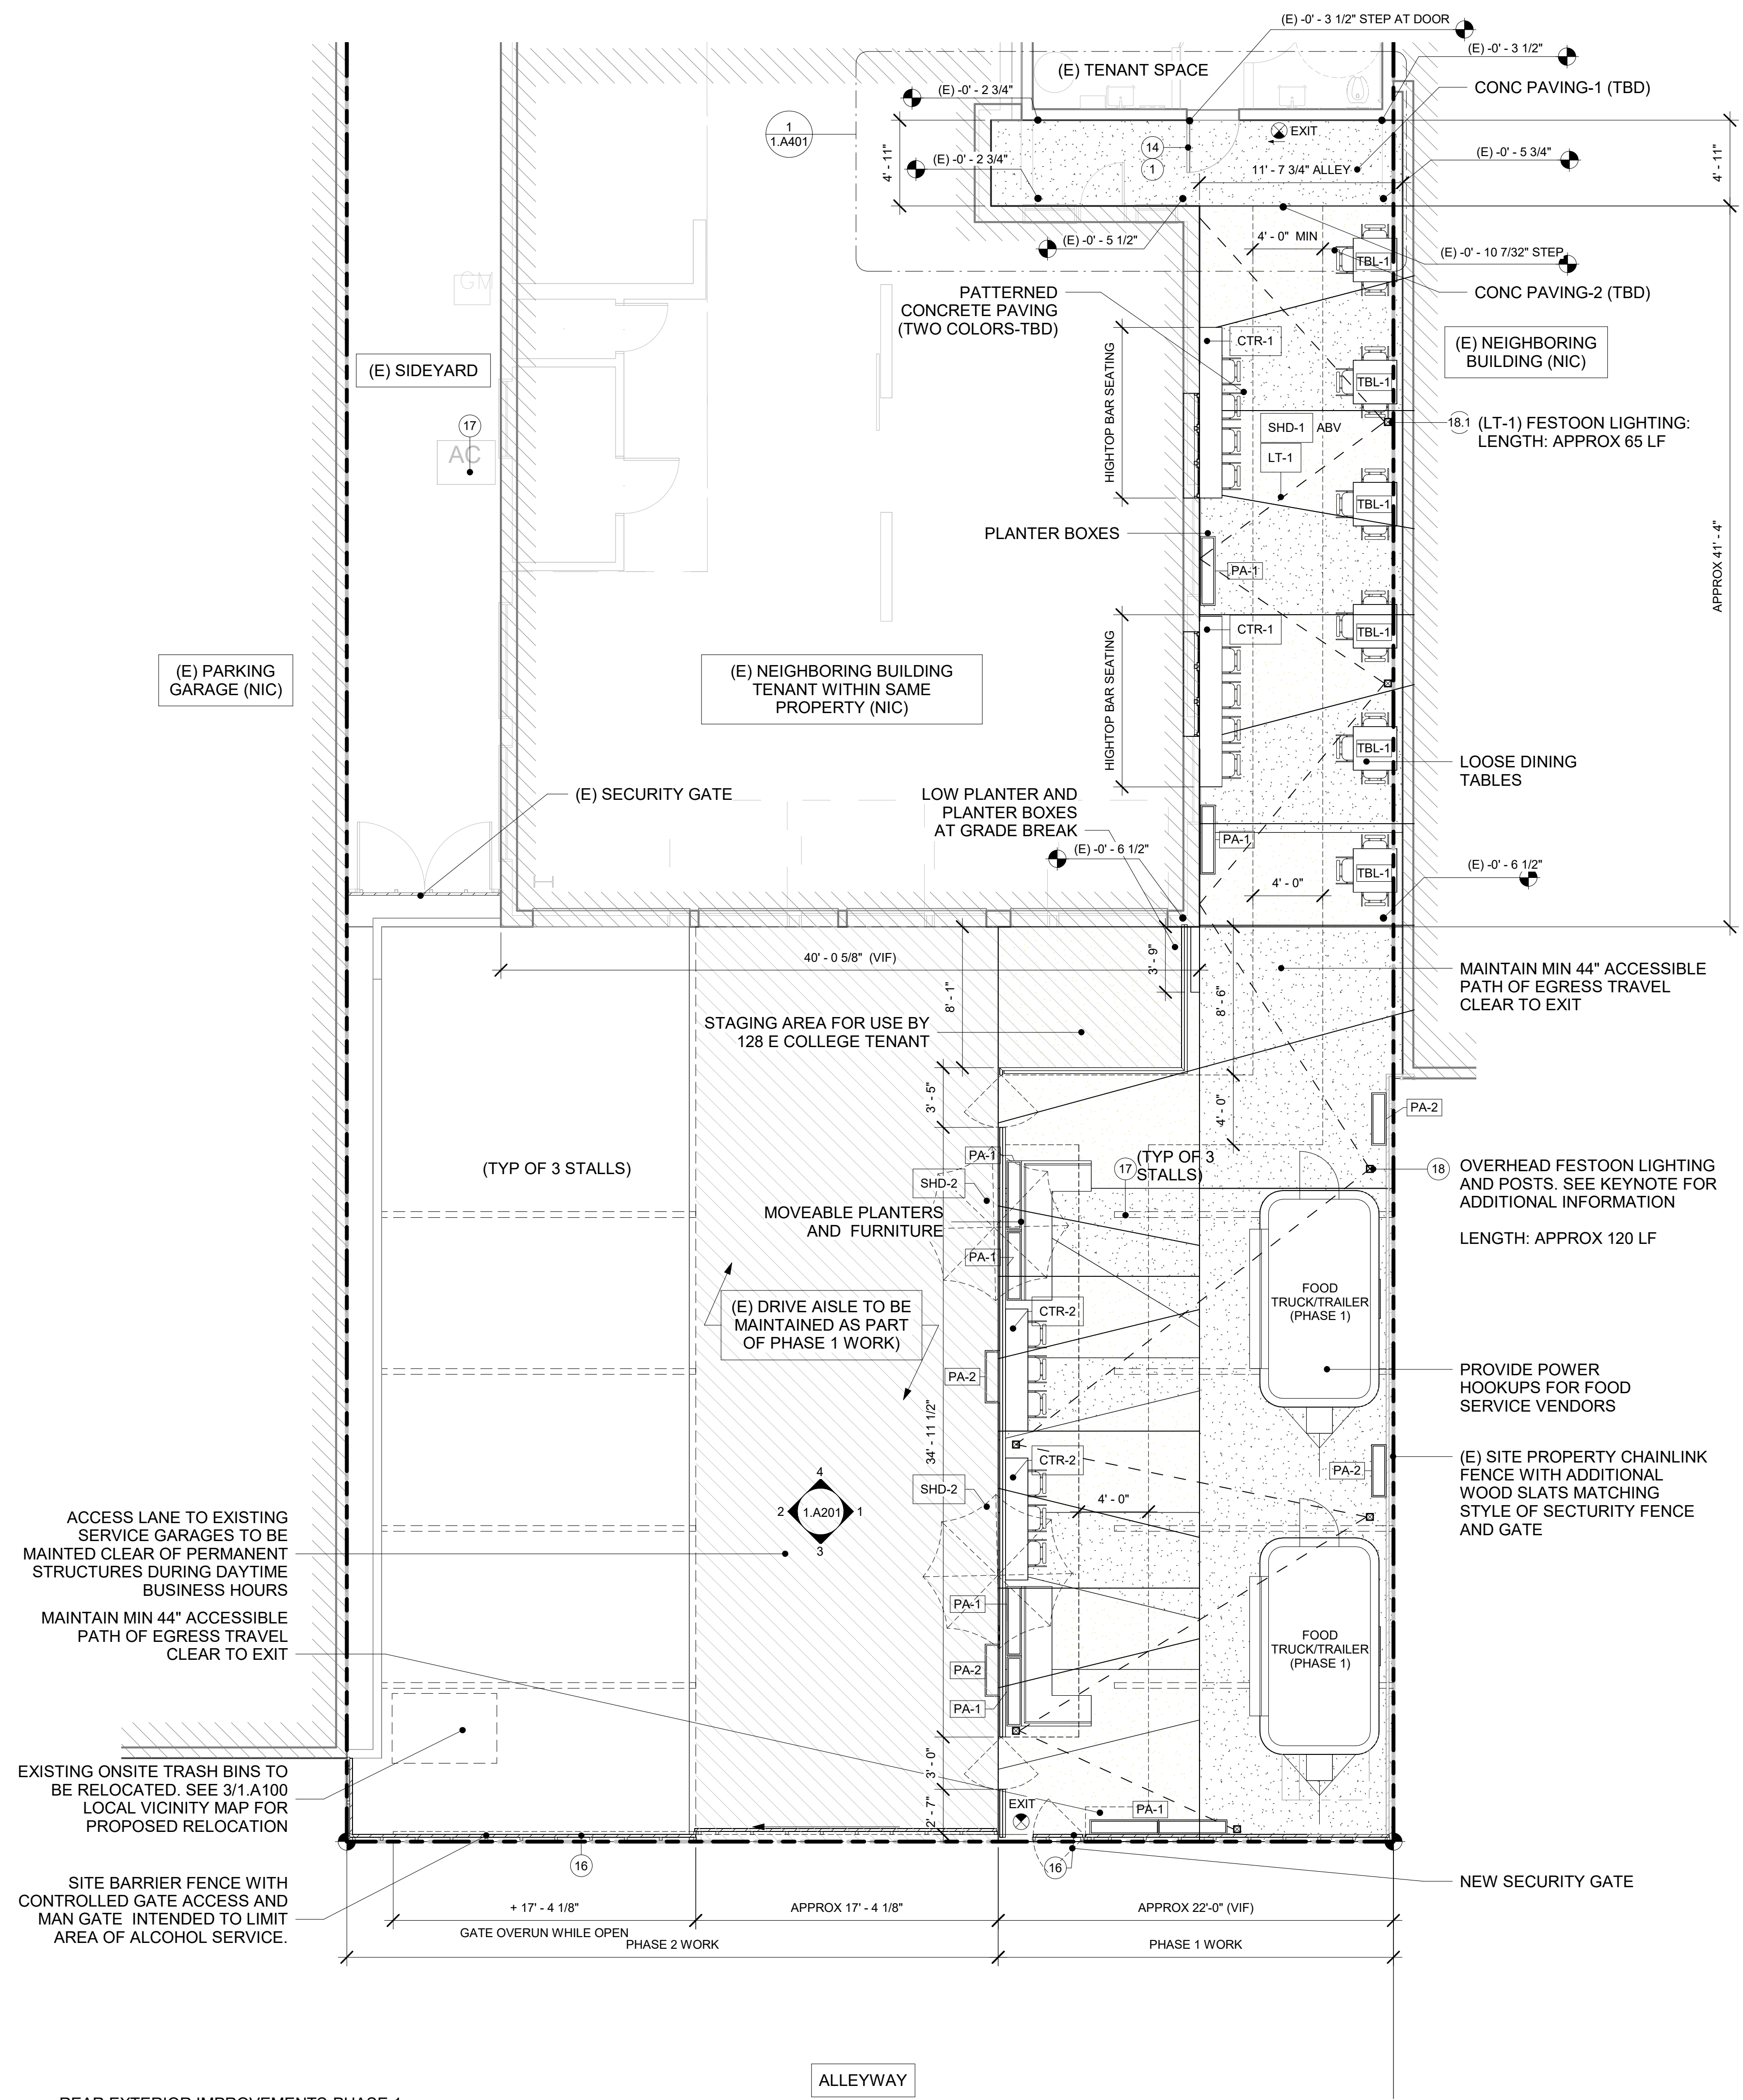 (E) -0' - 3 1/2" STEP AT DOOR
(E) -0' - 3 1/2"
(E) TENANT SPACE
CONC PAVING-1 (TBD)
(E) -0' - 2 3/4"
1
1.A401
EXIT
14
1
4' - 11"
(E) -0' - 2 3/4"
11' - 7 3/4" ALLEY
(E) -0' - 5 3/4"
4' - 11"
(E) -0' - 5 1/2"
4' - 0" MIN
(E) -0' - 10 7/32" STEP
TBL-1
GM
PATTERNED
CONCRETE PAVING
(TWO COLORS-TBD)
CONC PAVING-2 (TBD)
(E) SIDEYARD
CTR-1
(E) NEIGHBORING
BUILDING (NIC)
TBL-1
HIGHTOP BAR SEATING
17
AC
SHD-1
ABV
LT-1
18.1
(LT-1) FESTOON LIGHTING:
LENGTH: APPROX 65 LF
TBL-1
PLANTER BOXES
PA-1
APPROX 41' - 4"
CTR-1
TBL-1
(E) PARKING
GARAGE (NIC)
(E) NEIGHBORING BUILDING
TENANT WITHIN SAME
PROPERTY (NIC)
HIGHTOP BAR SEATING
TBL-1
LOOSE DINING
TABLES
(E) SECURITY GATE
LOW PLANTER AND
PLANTER BOXES
AT GRADE BREAK
PA-1
(E) -0' - 6 1/2"
TBL-1
(E) -0' - 6 1/2"
4' - 0"
40' - 0 5/8" (VIF)
3' - 9"
8' - 1"
8' - 6"
MAINTAIN MIN 44" ACCESSIBLE
PATH OF EGRESS TRAVEL
CLEAR TO EXIT
STAGING AREA FOR USE BY
128 E COLLEGE TENANT
3' - 5"
4' - 0"
PA-2
(TYP OF 3 STALLS)
PA-1
17
(TYP OF 3
STALLS)
SHD-2
18
OVERHEAD FESTOON LIGHTING
AND POSTS. SEE KEYNOTE FOR
ADDITIONAL INFORMATION
LENGTH: APPROX 120 LF
MOVEABLE PLANTERS
AND FURNITURE
PA-1
FOOD
TRUCK/TRAILER
(PHASE 1)
(E) DRIVE AISLE TO BE
MAINTAINED AS PART
OF PHASE 1 WORK)
CTR-2
PA-2
PROVIDE POWER
HOOKUPS FOR FOOD
SERVICE VENDORS
34' - 11 1/2"
CTR-2
PA-2
(E) SITE PROPERTY CHAINLINK
FENCE WITH ADDITIONAL
WOOD SLATS MATCHING
STYLE OF SECTURITY FENCE
AND GATE
SHD-2
4' - 0"
4
2
1.A201
1
3
ACCESS LANE TO EXISTING
SERVICE GARAGES TO BE
MAINTED CLEAR OF PERMANENT
STRUCTURES DURING DAYTIME
BUSINESS HOURS
MAINTAIN MIN 44" ACCESSIBLE
PATH OF EGRESS TRAVEL
CLEAR TO EXIT
PA-1
PA-2
PA-1
FOOD
TRUCK/TRAILER
(PHASE 1)
EXISTING ONSITE TRASH BINS TO
BE RELOCATED. SEE 3/1.A100
LOCAL VICINITY MAP FOR
PROPOSED RELOCATION
3' - 0"
2' - 7"
EXIT
PA-1
16
16
SITE BARRIER FENCE WITH
CONTROLLED GATE ACCESS AND
MAN GATE INTENDED TO LIMIT
AREA OF ALCOHOL SERVICE.
NEW SECURITY GATE
+ 17' - 4 1/8"
APPROX 17' - 4 1/8"
APPROX 22'-0" (VIF)
GATE OVERUN WHILE OPEN
PHASE 2 WORK
PHASE 1 WORK
ALLEYWAY
REAR EXTERIOR IMPROVEMENTS PHASE 1